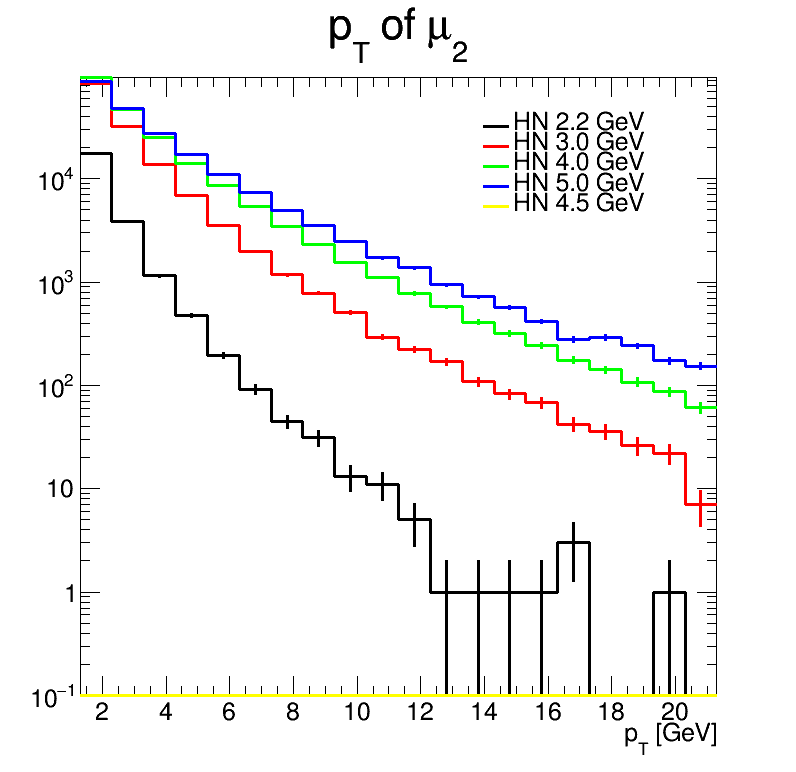 p_T of μ_2
HN 2.2 GeV
HN 3.0 GeV
HN 4.0 GeV
HN 5.0 GeV
HN 4.5 GeV
10^4
10^3
10^2
10
1
10^−1
2 4 6 8 10 12 14 16 18 20
p_T [GeV]